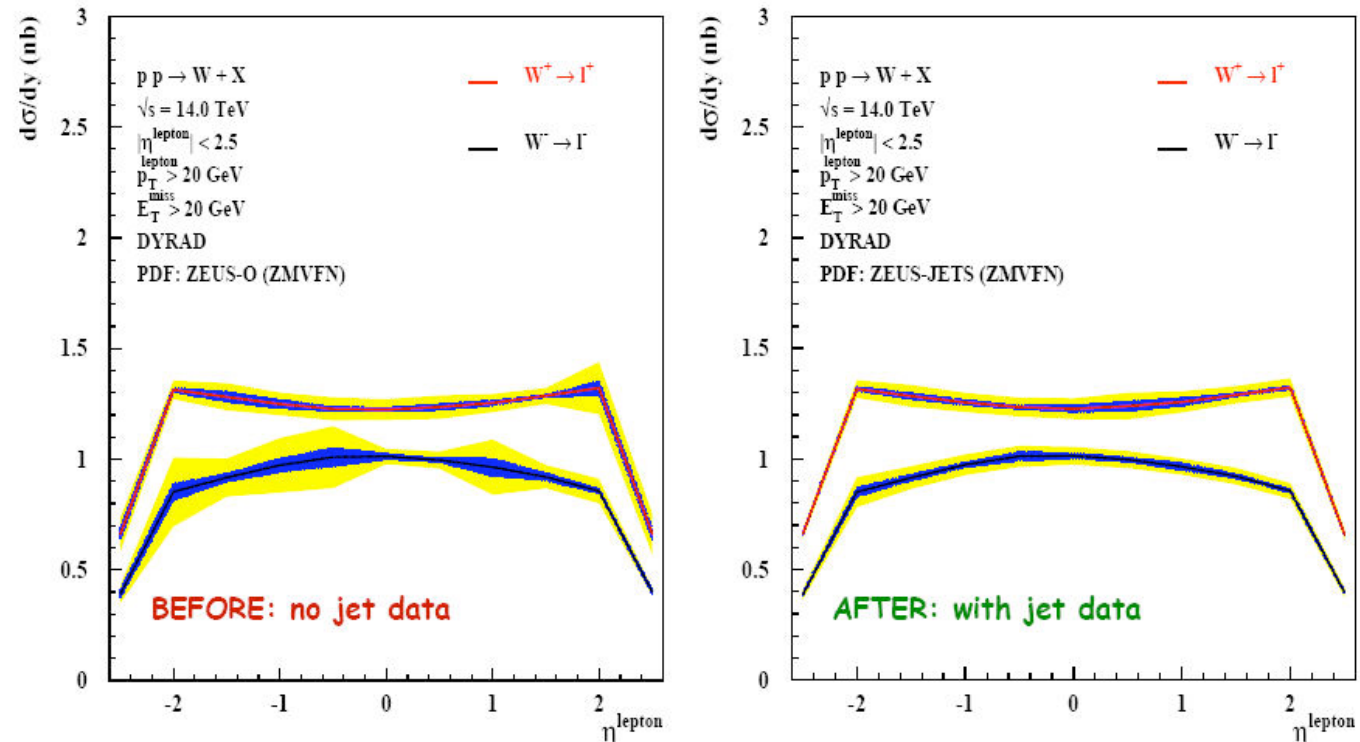 dσ/dy (nb)
3
2.5
2
1.5
1
0.5
0
p p → W + X
√s = 14.0 TeV
|η^lepton| < 2.5
p_T^lepton > 20 GeV
E_T^miss > 20 GeV
DYRAD
PDF: ZEUS-O (ZMVFN)
W⁺ → l⁺
W⁻ → l⁻
BEFORE: no jet data
-2 -1 0 1 2
η^lepton
dσ/dy (nb)
3
2.5
2
1.5
1
0.5
0
p p → W + X
√s = 14.0 TeV
|η^lepton| < 2.5
p_T^lepton > 20 GeV
E_T^miss > 20 GeV
DYRAD
PDF: ZEUS-JETS (ZMVFN)
W⁺ → l⁺
W⁻ → l⁻
AFTER: with jet data
-2 -1 0 1 2
η^lepton